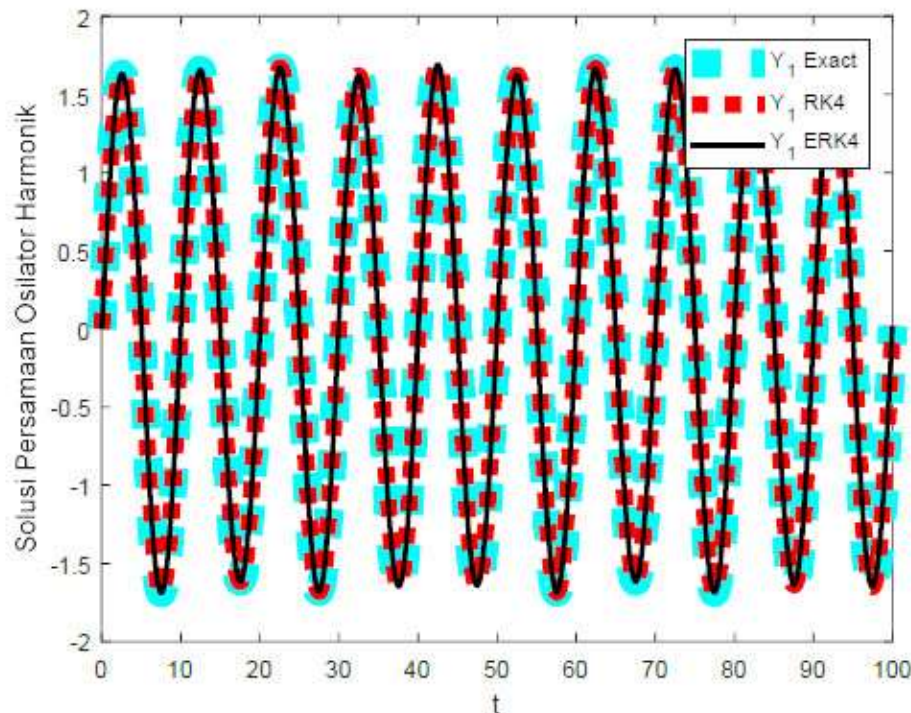 Solusi Persamaan Osilator Harmonik
2
1.5
1
0.5
0
-0.5
-1
-1.5
-2
Y1 Exact
Y1 RK4
Y1 ERK4
0 10 20 30 40 50 60 70 80 90 100
t